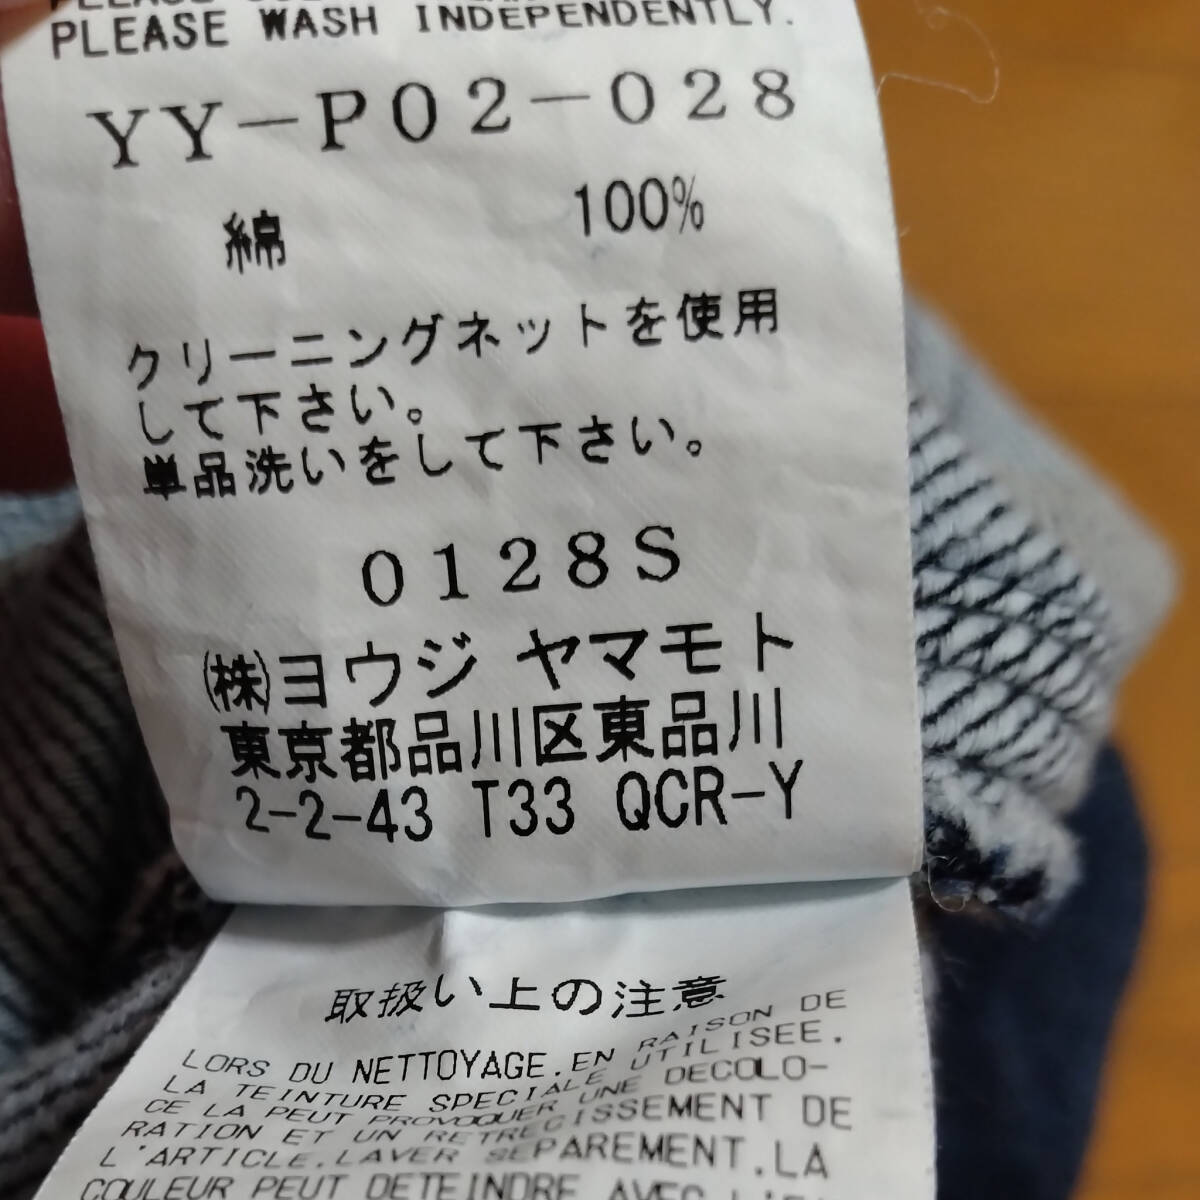 PLEASE WASH INDEPENDENTLY.
YY-P02-028
綿 100%
クリーニングネットを使用
して下さい。
単品洗いをして下さい。
0128S
(株)ヨウジ ヤマモト
東京都品川区東品川
2-2-43 T33 QCR-Y
取扱い上の注意
LORS DU NETTOYAGE.EN RAISON DE
LA TEINTURE SPECIALE UTILISEE.
CE LA PEUT PROVOQUER UNE DECOLO-
RATION ET UN RETRECISSEMENT DE
L'ARTICLE.LAVER SEPAREMENT.LA
COULEUR PEUT DETEINDRE AVEC